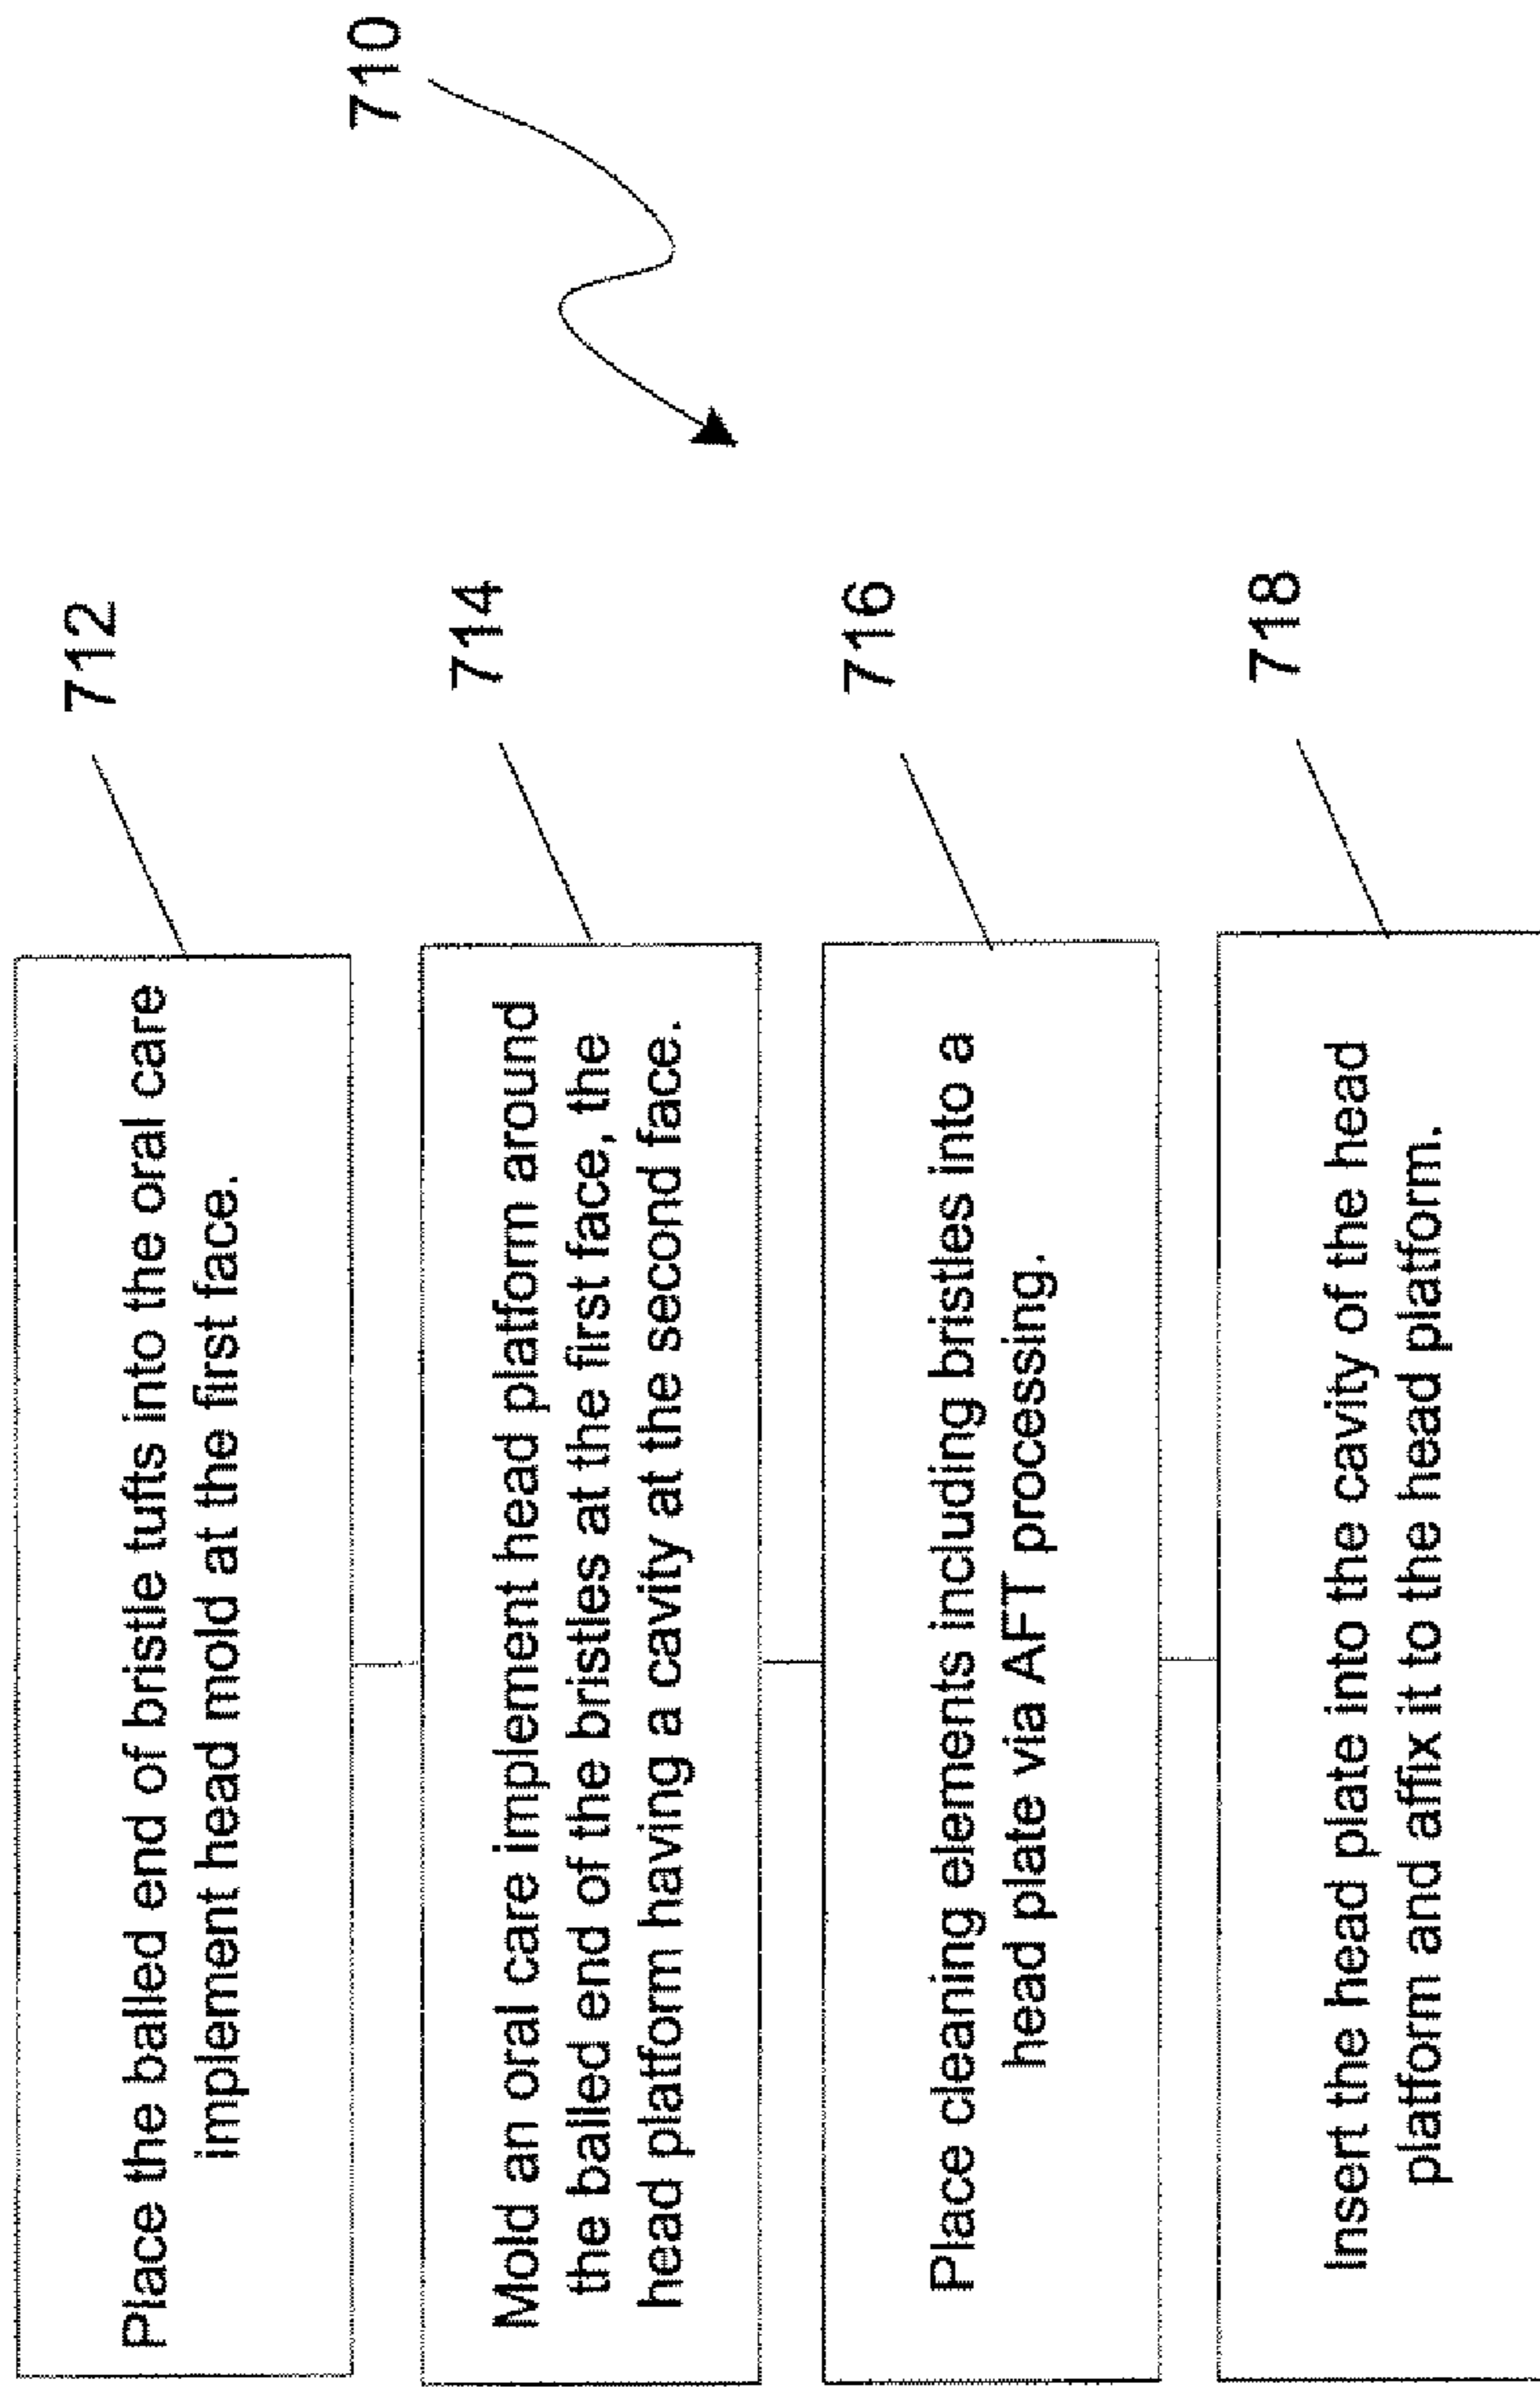 710
712
Place the balled end of bristle tufts into the oral care
implement head mold at the first face.
714
Mold an oral care implement head platform around
the balled end of the bristles at the first face, the
head platform having a cavity at the second face.
716
Place cleaning elements including bristles into a
head plate via AFT processing.
718
Insert the head plate into the cavity of the head
platform and affix it to the head platform.